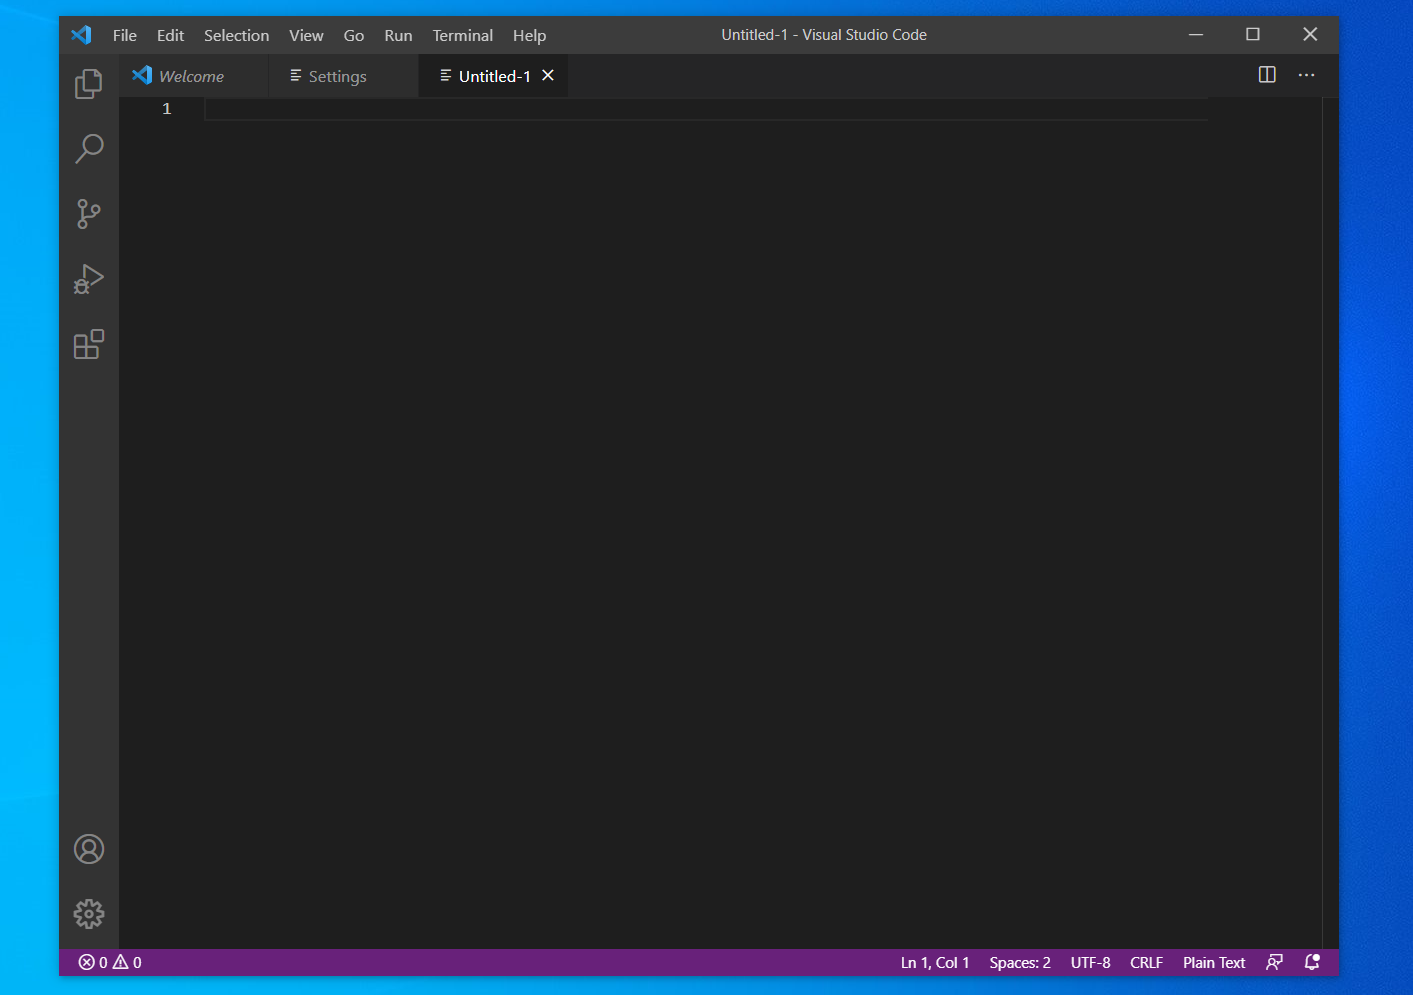 File Edit Selection View Go Run Terminal Help Untitled-1 - Visual Studio Code
Welcome Settings Untitled-1
1
0 0 Ln 1, Col 1 Spaces: 2 UTF-8 CRLF Plain Text